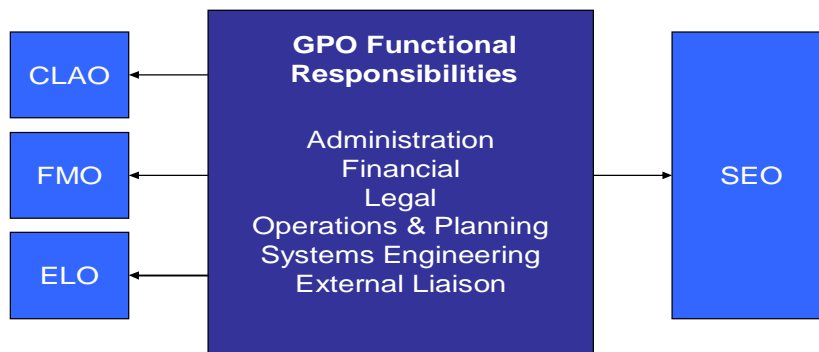 CLAO
FMO
ELO
GPO Functional
Responsibilities
Administration
Financial
Legal
Operations & Planning
Systems Engineering
External Liaison
SEO